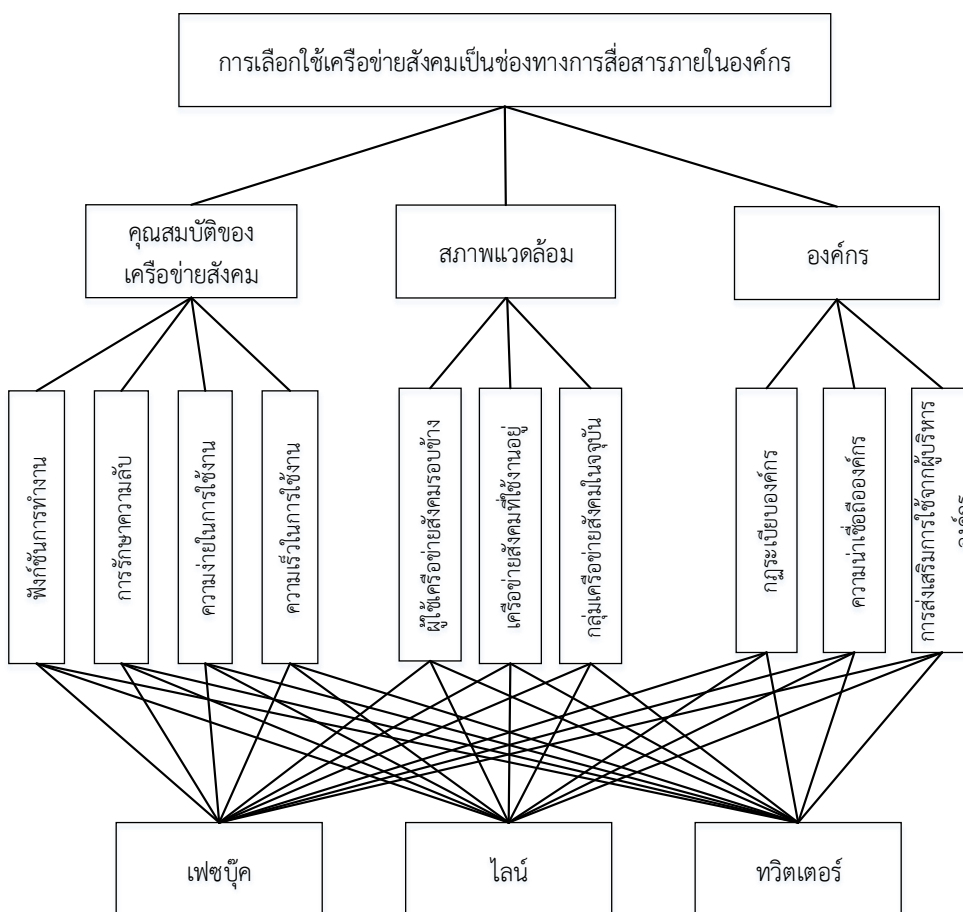 การเลือกใช้เครือข่ายสังคมเป็นช่องทางการสื่อสารภายในองค์กร
คุณสมบัติของ
เครือข่ายสังคม
สภาพแวดล้อม
องค์กร
ฟังก์ชันการทำงาน
การรักษาความลับ
ความง่ายในการใช้งาน
ความเร็วในการใช้งาน
ผู้ใช้เครือข่ายสังคมรอบข้าง
เครือข่ายสังคมที่ใช้งานอยู่
กลุ่มเครือข่ายสังคมในจจุบัน
กฎระเบียบองค์กร
ความน่าเชื่อถือองค์กร
การส่งเสริมการใช้จากผู้บริหาร
องค์กร
เฟซบุ๊ค
ไลน์
ทวิตเตอร์